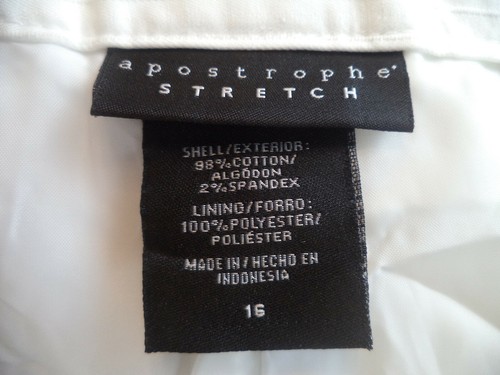 apostrophe
STRETCH
SHELL/EXTERIOR:
98% COTTON/
ALGODON
2% SPANDEX
LINING/FORRO:
100% POLYESTER/
POLIÉSTER
MADE IN / HECHO EN
INDONESIA
16